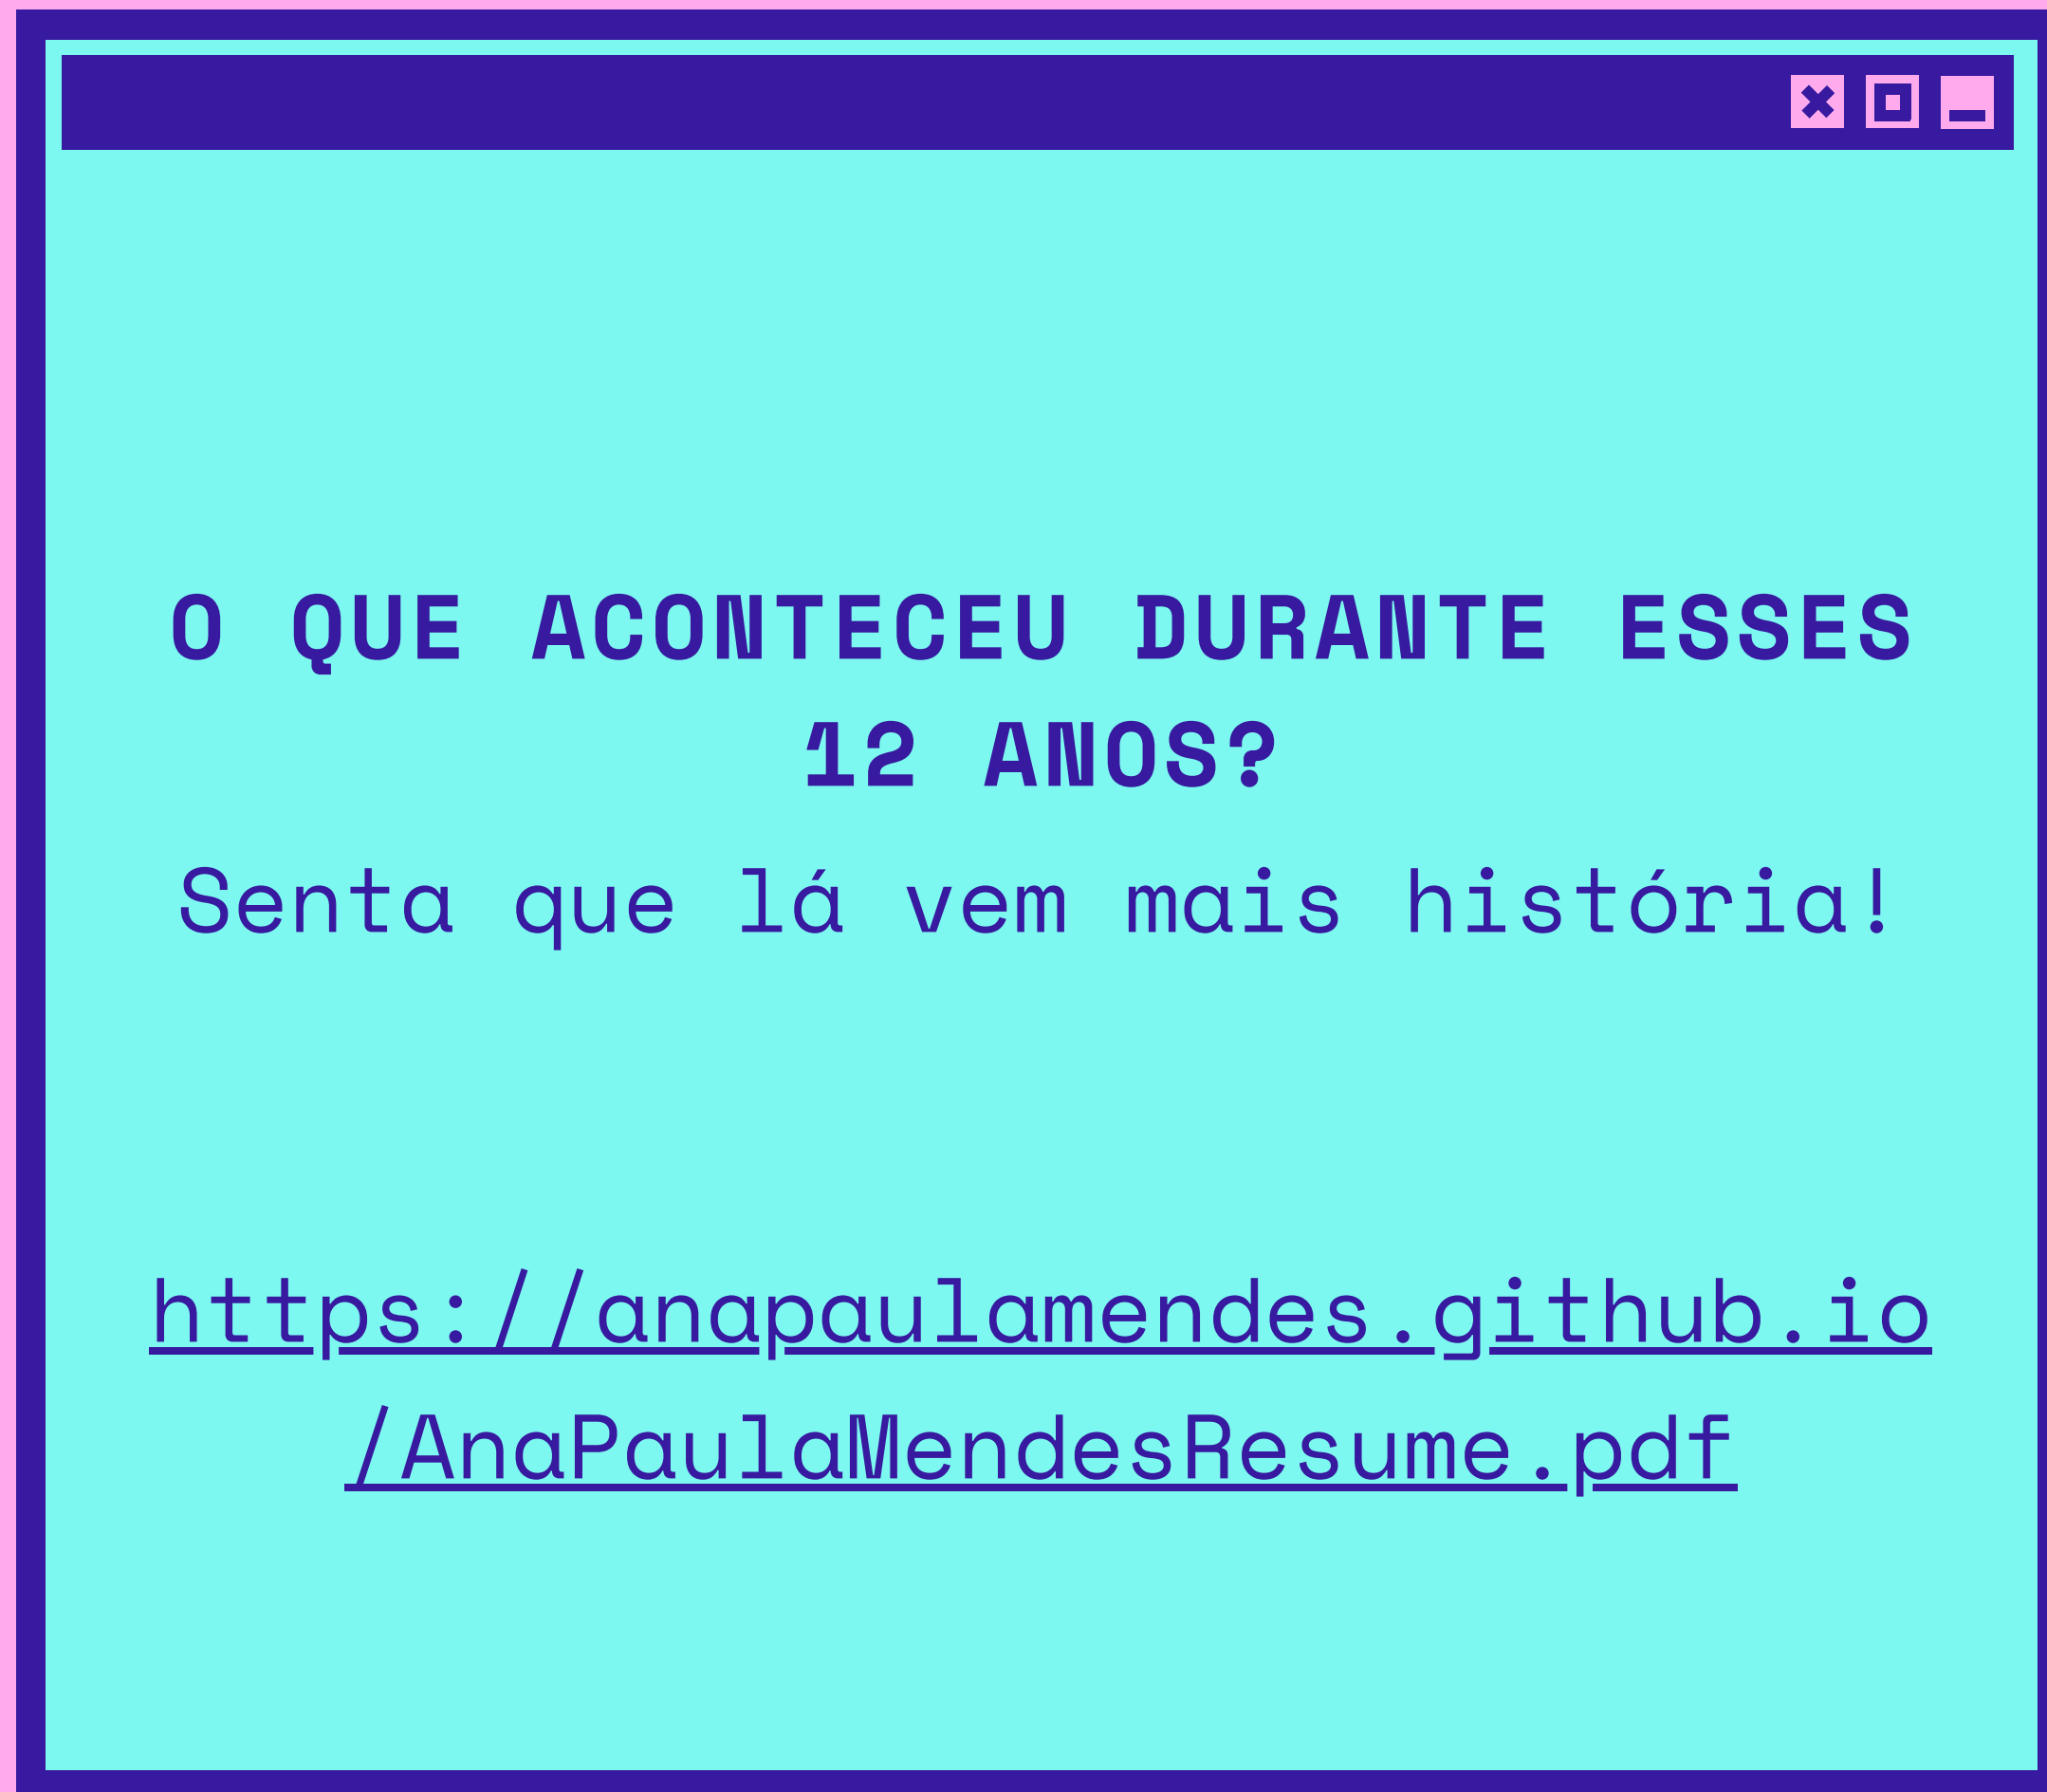 O QUE ACONTECEU DURANTE ESSES
12 ANOS?
Senta que lá vem mais história!
https://anapaulamendes.github.io
/AnaPaulaMendesResume.pdf